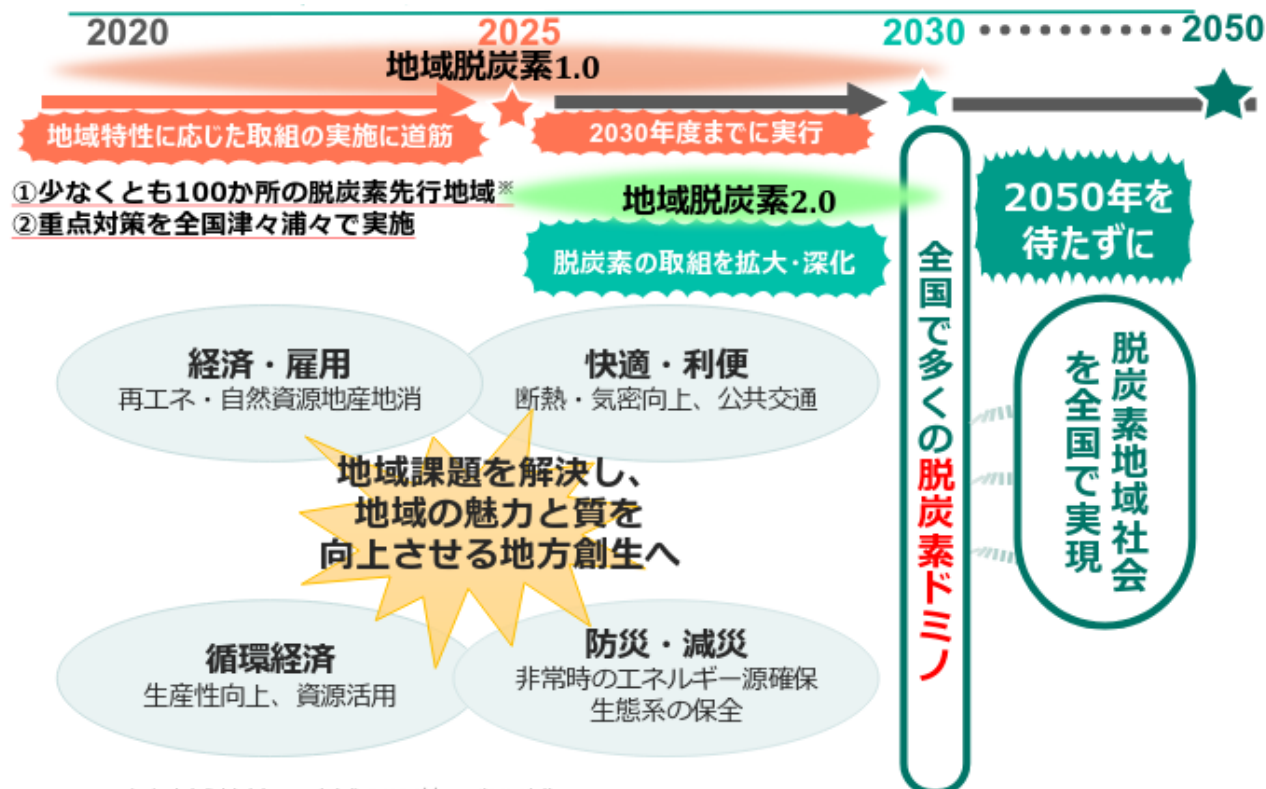 2020
2025
2030
2050
地域脱炭素1.0
地域特性に応じた取組の実施に道筋
2030年度までに実行
①少なくとも100か所の脱炭素先行地域※
②重点対策を全国津々浦々で実施
地域脱炭素2.0
脱炭素の取組を拡大・深化
2050年を
待たずに
全国で多くの脱炭素ドミノ
脱炭素地域社会
を全国で実現
経済・雇用
再エネ・自然資源地産地消
快適・利便
断熱・気密向上、公共交通
地域課題を解決し、
地域の魅力と質を
向上させる地方創生へ
循環経済
生産性向上、資源活用
防災・減災
非常時のエネルギー源確保
生態系の保全